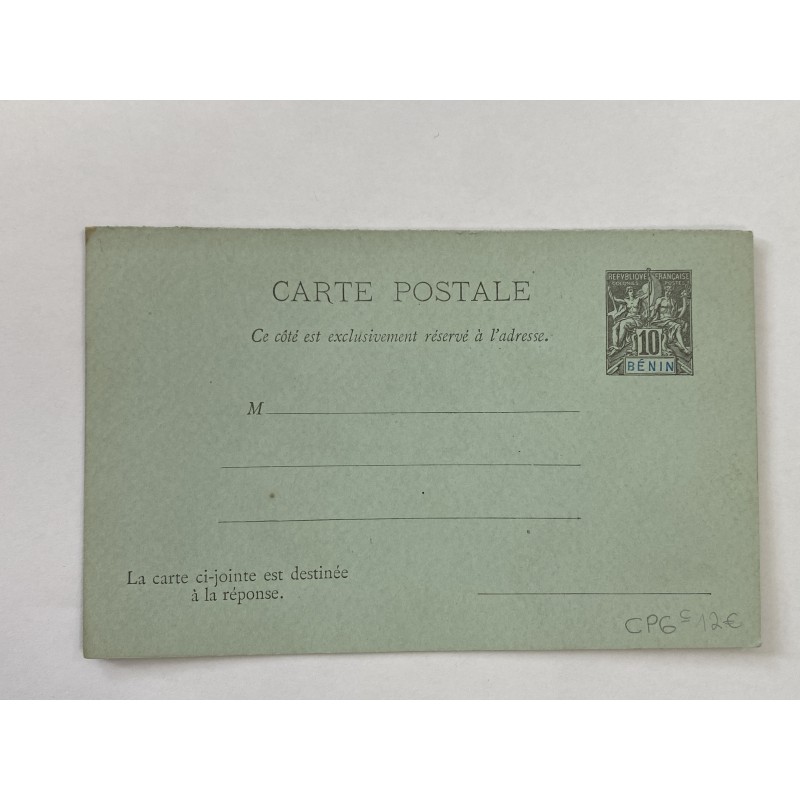 CARTE POSTALE
REPVBLIQVE FRANÇAISE
COLONIES POSTES
Ce côté est exclusivement réservé à l'adresse.
10
BÉNIN
M
La carte ci-jointe est destinée
à la réponse.
CP6 c 12€